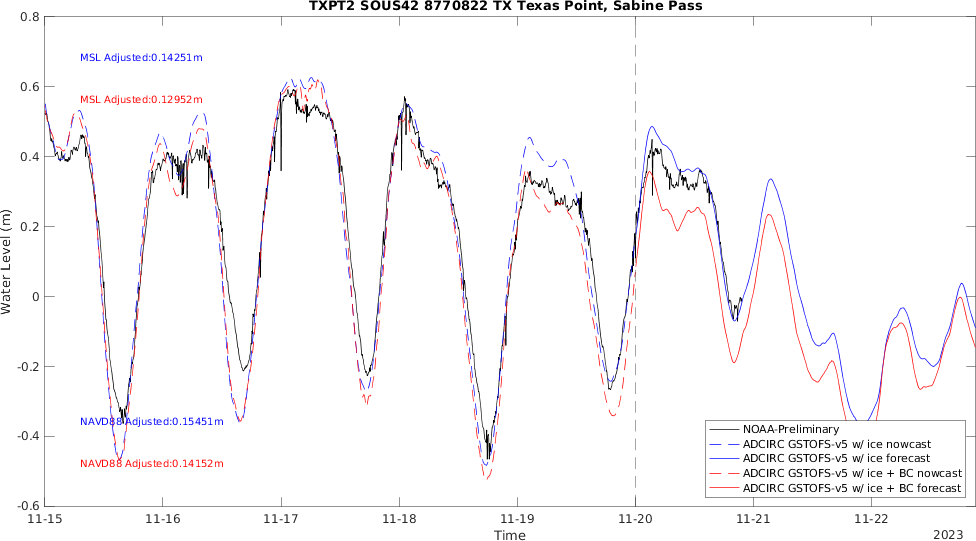 TXPT2 SOUS42 8770822 TX Texas Point, Sabine Pass
0.8
MSL Adjusted:0.14251m
0.6
MSL Adjusted:0.12952m
0.4
0.2
Water Level (m)
0
-0.2
NAVD88 Adjusted:0.15451m
-0.4
NAVD88 Adjusted:0.14152m
-0.6
NOAA-Preliminary
ADCIRC GSTOFS-v5 w/ ice nowcast
ADCIRC GSTOFS-v5 w/ ice forecast
ADCIRC GSTOFS-v5 w/ ice + BC nowcast
ADCIRC GSTOFS-v5 w/ ice + BC forecast
11-15 11-16 11-17 11-18 11-19 11-20 11-21 11-22
Time
2023